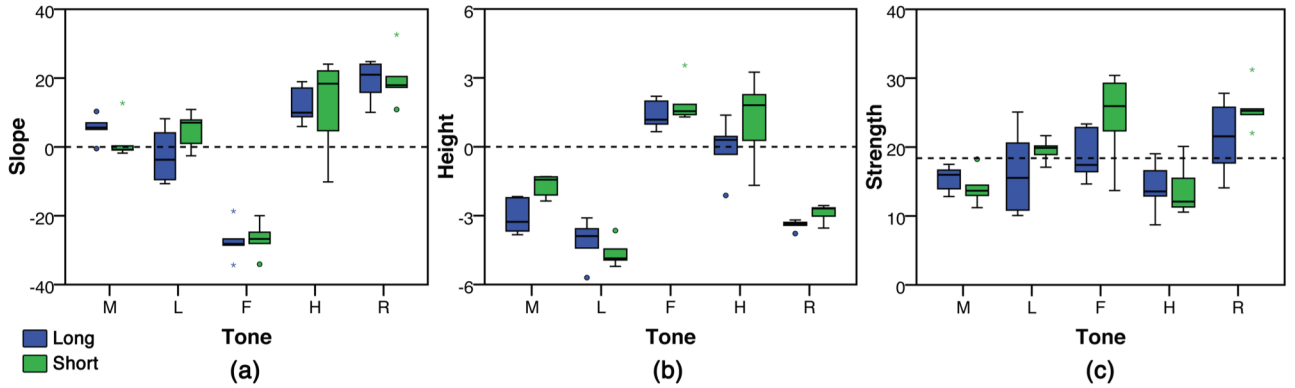 40
20
0
-20
-40
Slope
M L F H R
Tone
(a)
Long
Short
6
3
0
-3
-6
Height
M L F H R
Tone
(b)
40
30
20
10
0
Strength
M L F H R
Tone
(c)